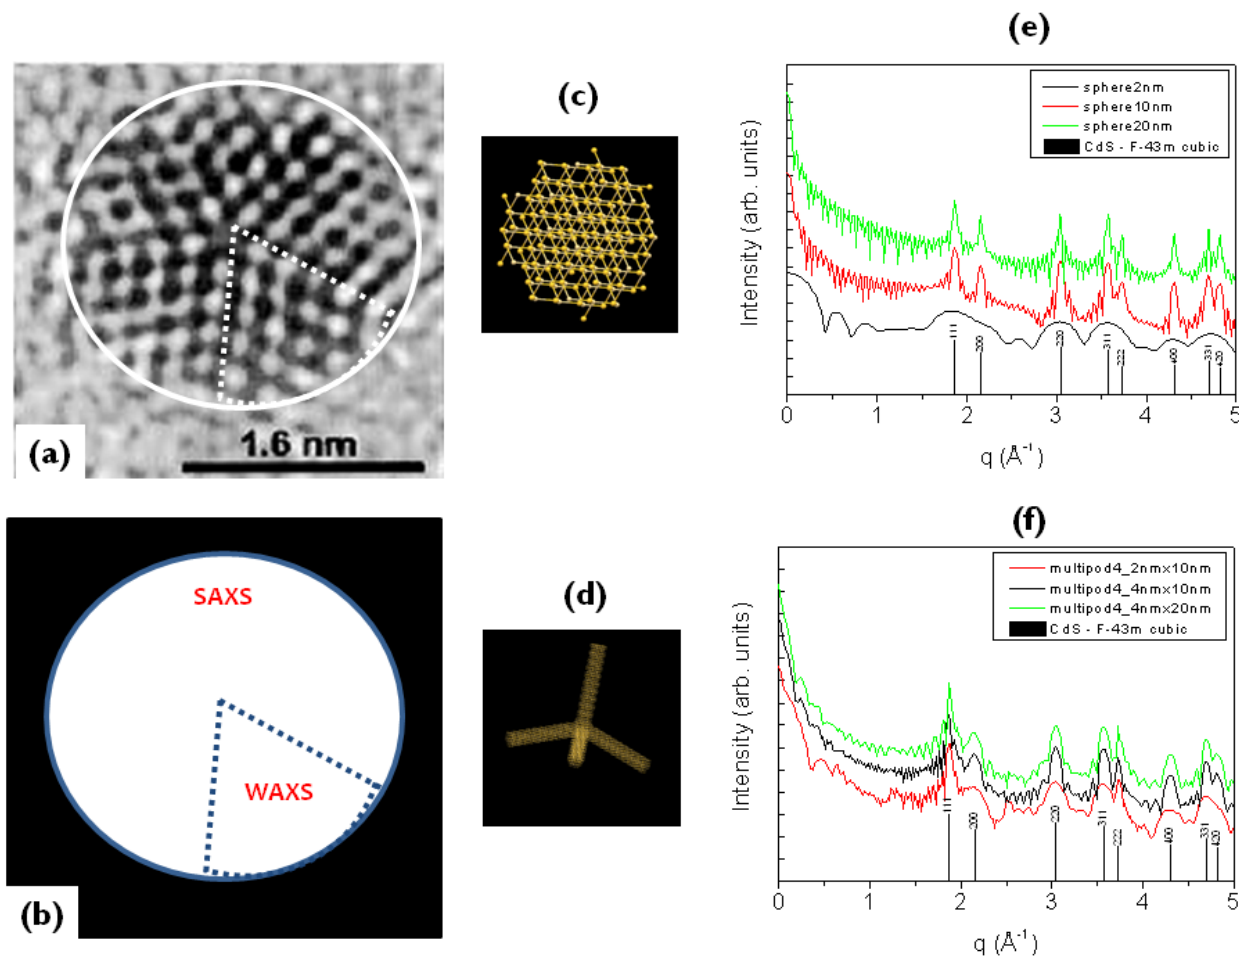 (a)
1.6 nm
(b)
SAXS
WAXS
(c)
(d)
(e)
sphere2nm
sphere10nm
sphere20nm
CdS - F-43m cubic
Intensity (arb. units)
111
200
220
311
222
400
331
420
0 1 2 3 4 5
q (Å⁻¹)
(f)
multipod4_2nmx10nm
multipod4_4nmx10nm
multipod4_4nmx20nm
CdS - F-43m cubic
Intensity (arb. units)
111
200
220
311
222
400
331
420
0 1 2 3 4 5
q (Å⁻¹)